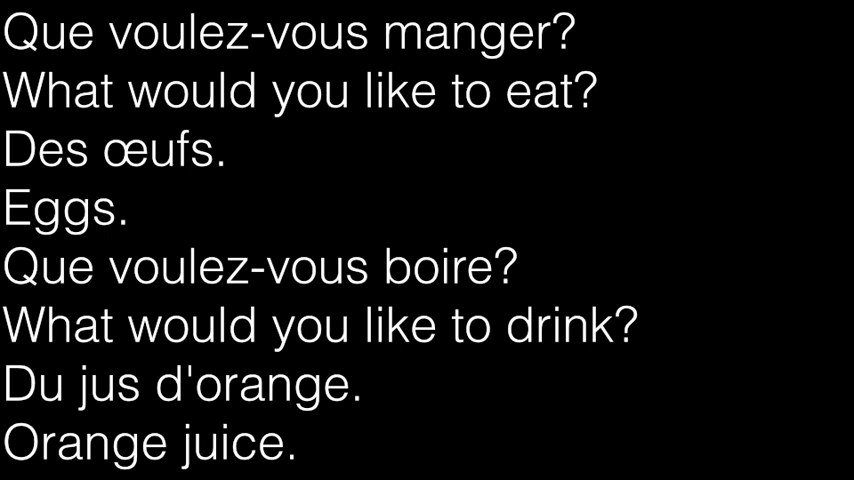 Que voulez-vous manger?
What would you like to eat?
Des œufs.
Eggs.
Que voulez-vous boire?
What would you like to drink?
Du jus d'orange.
Orange juice.